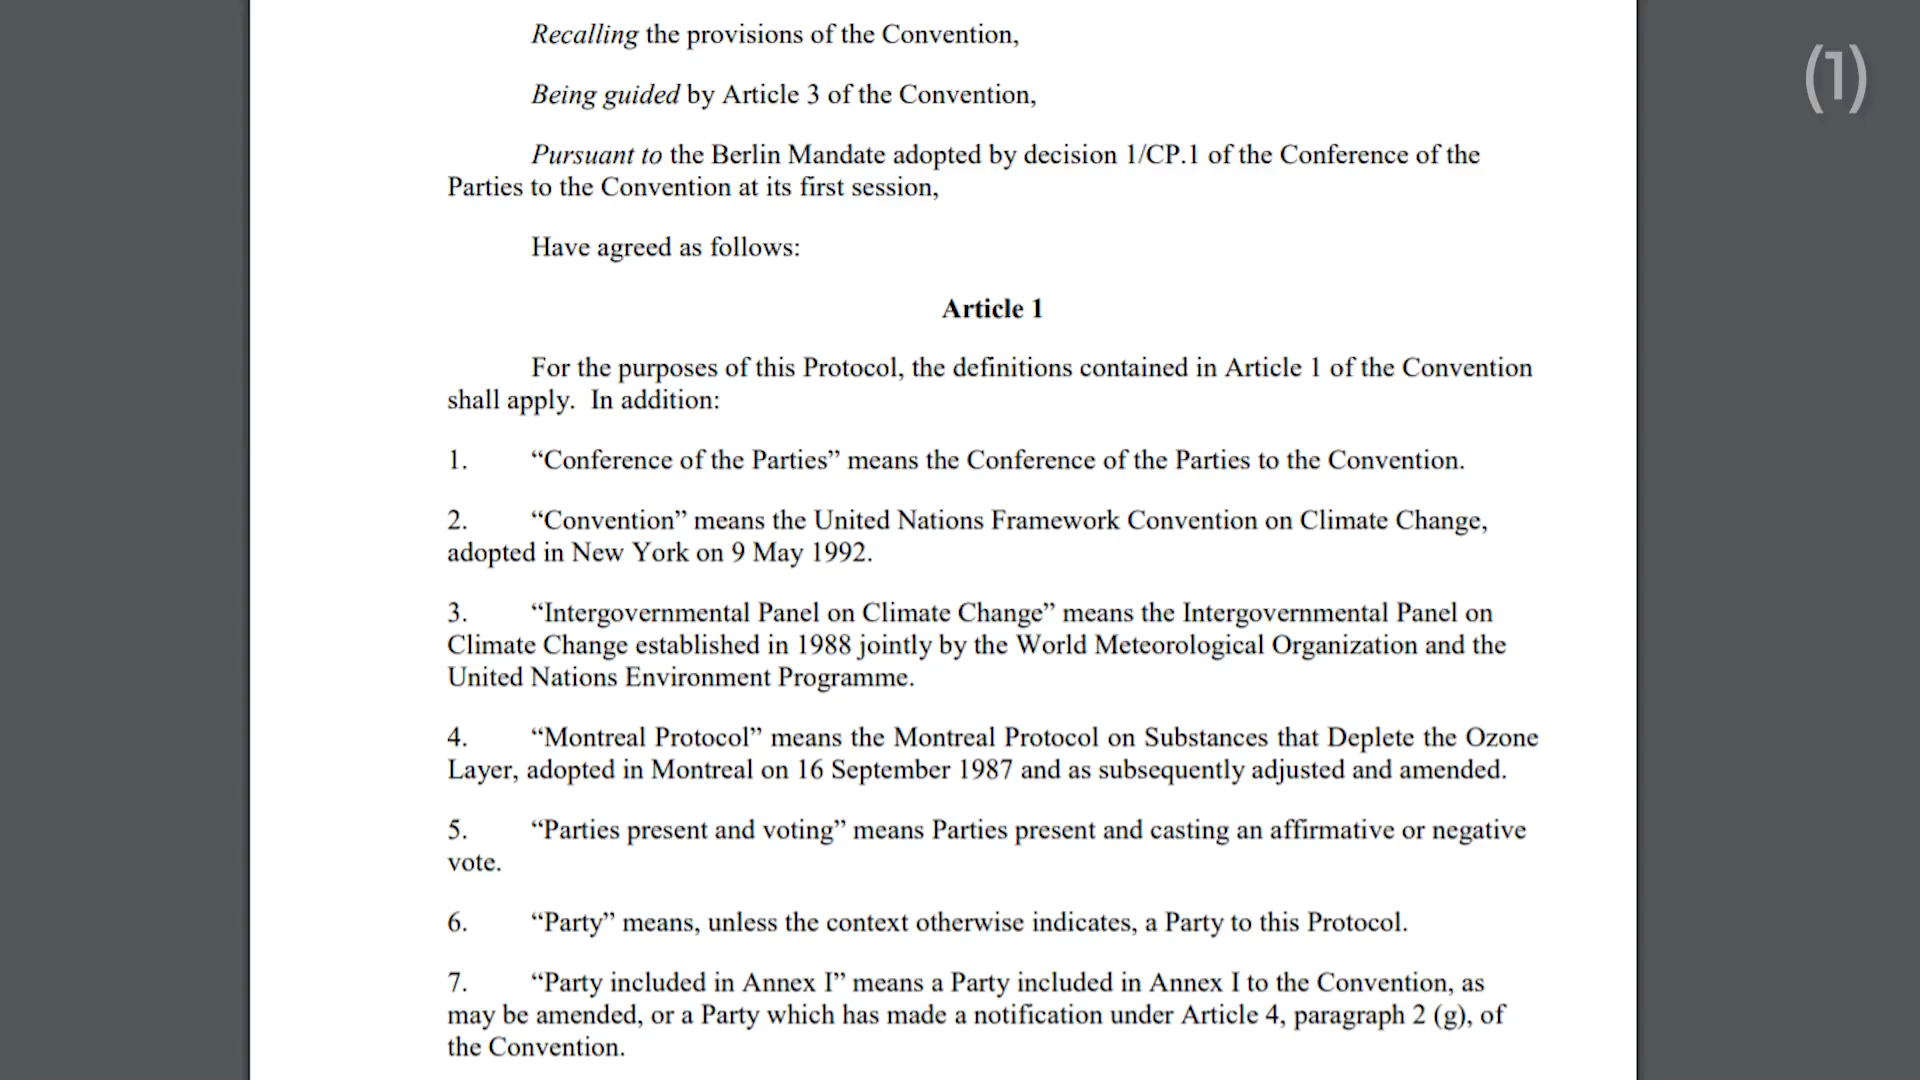 Recalling the provisions of the Convention,
(1)
Being guided by Article 3 of the Convention,
Pursuant to the Berlin Mandate adopted by decision 1/CP.1 of the Conference of the
Parties to the Convention at its first session,
Have agreed as follows:
Article 1
For the purposes of this Protocol, the definitions contained in Article 1 of the Convention
shall apply.  In addition:
1. “Conference of the Parties” means the Conference of the Parties to the Convention.
2. “Convention” means the United Nations Framework Convention on Climate Change,
adopted in New York on 9 May 1992.
3. “Intergovernmental Panel on Climate Change” means the Intergovernmental Panel on
Climate Change established in 1988 jointly by the World Meteorological Organization and the
United Nations Environment Programme.
4. “Montreal Protocol” means the Montreal Protocol on Substances that Deplete the Ozone
Layer, adopted in Montreal on 16 September 1987 and as subsequently adjusted and amended.
5. “Parties present and voting” means Parties present and casting an affirmative or negative
vote.
6. “Party” means, unless the context otherwise indicates, a Party to this Protocol.
7. “Party included in Annex I” means a Party included in Annex I to the Convention, as
may be amended, or a Party which has made a notification under Article 4, paragraph 2 (g), of
the Convention.